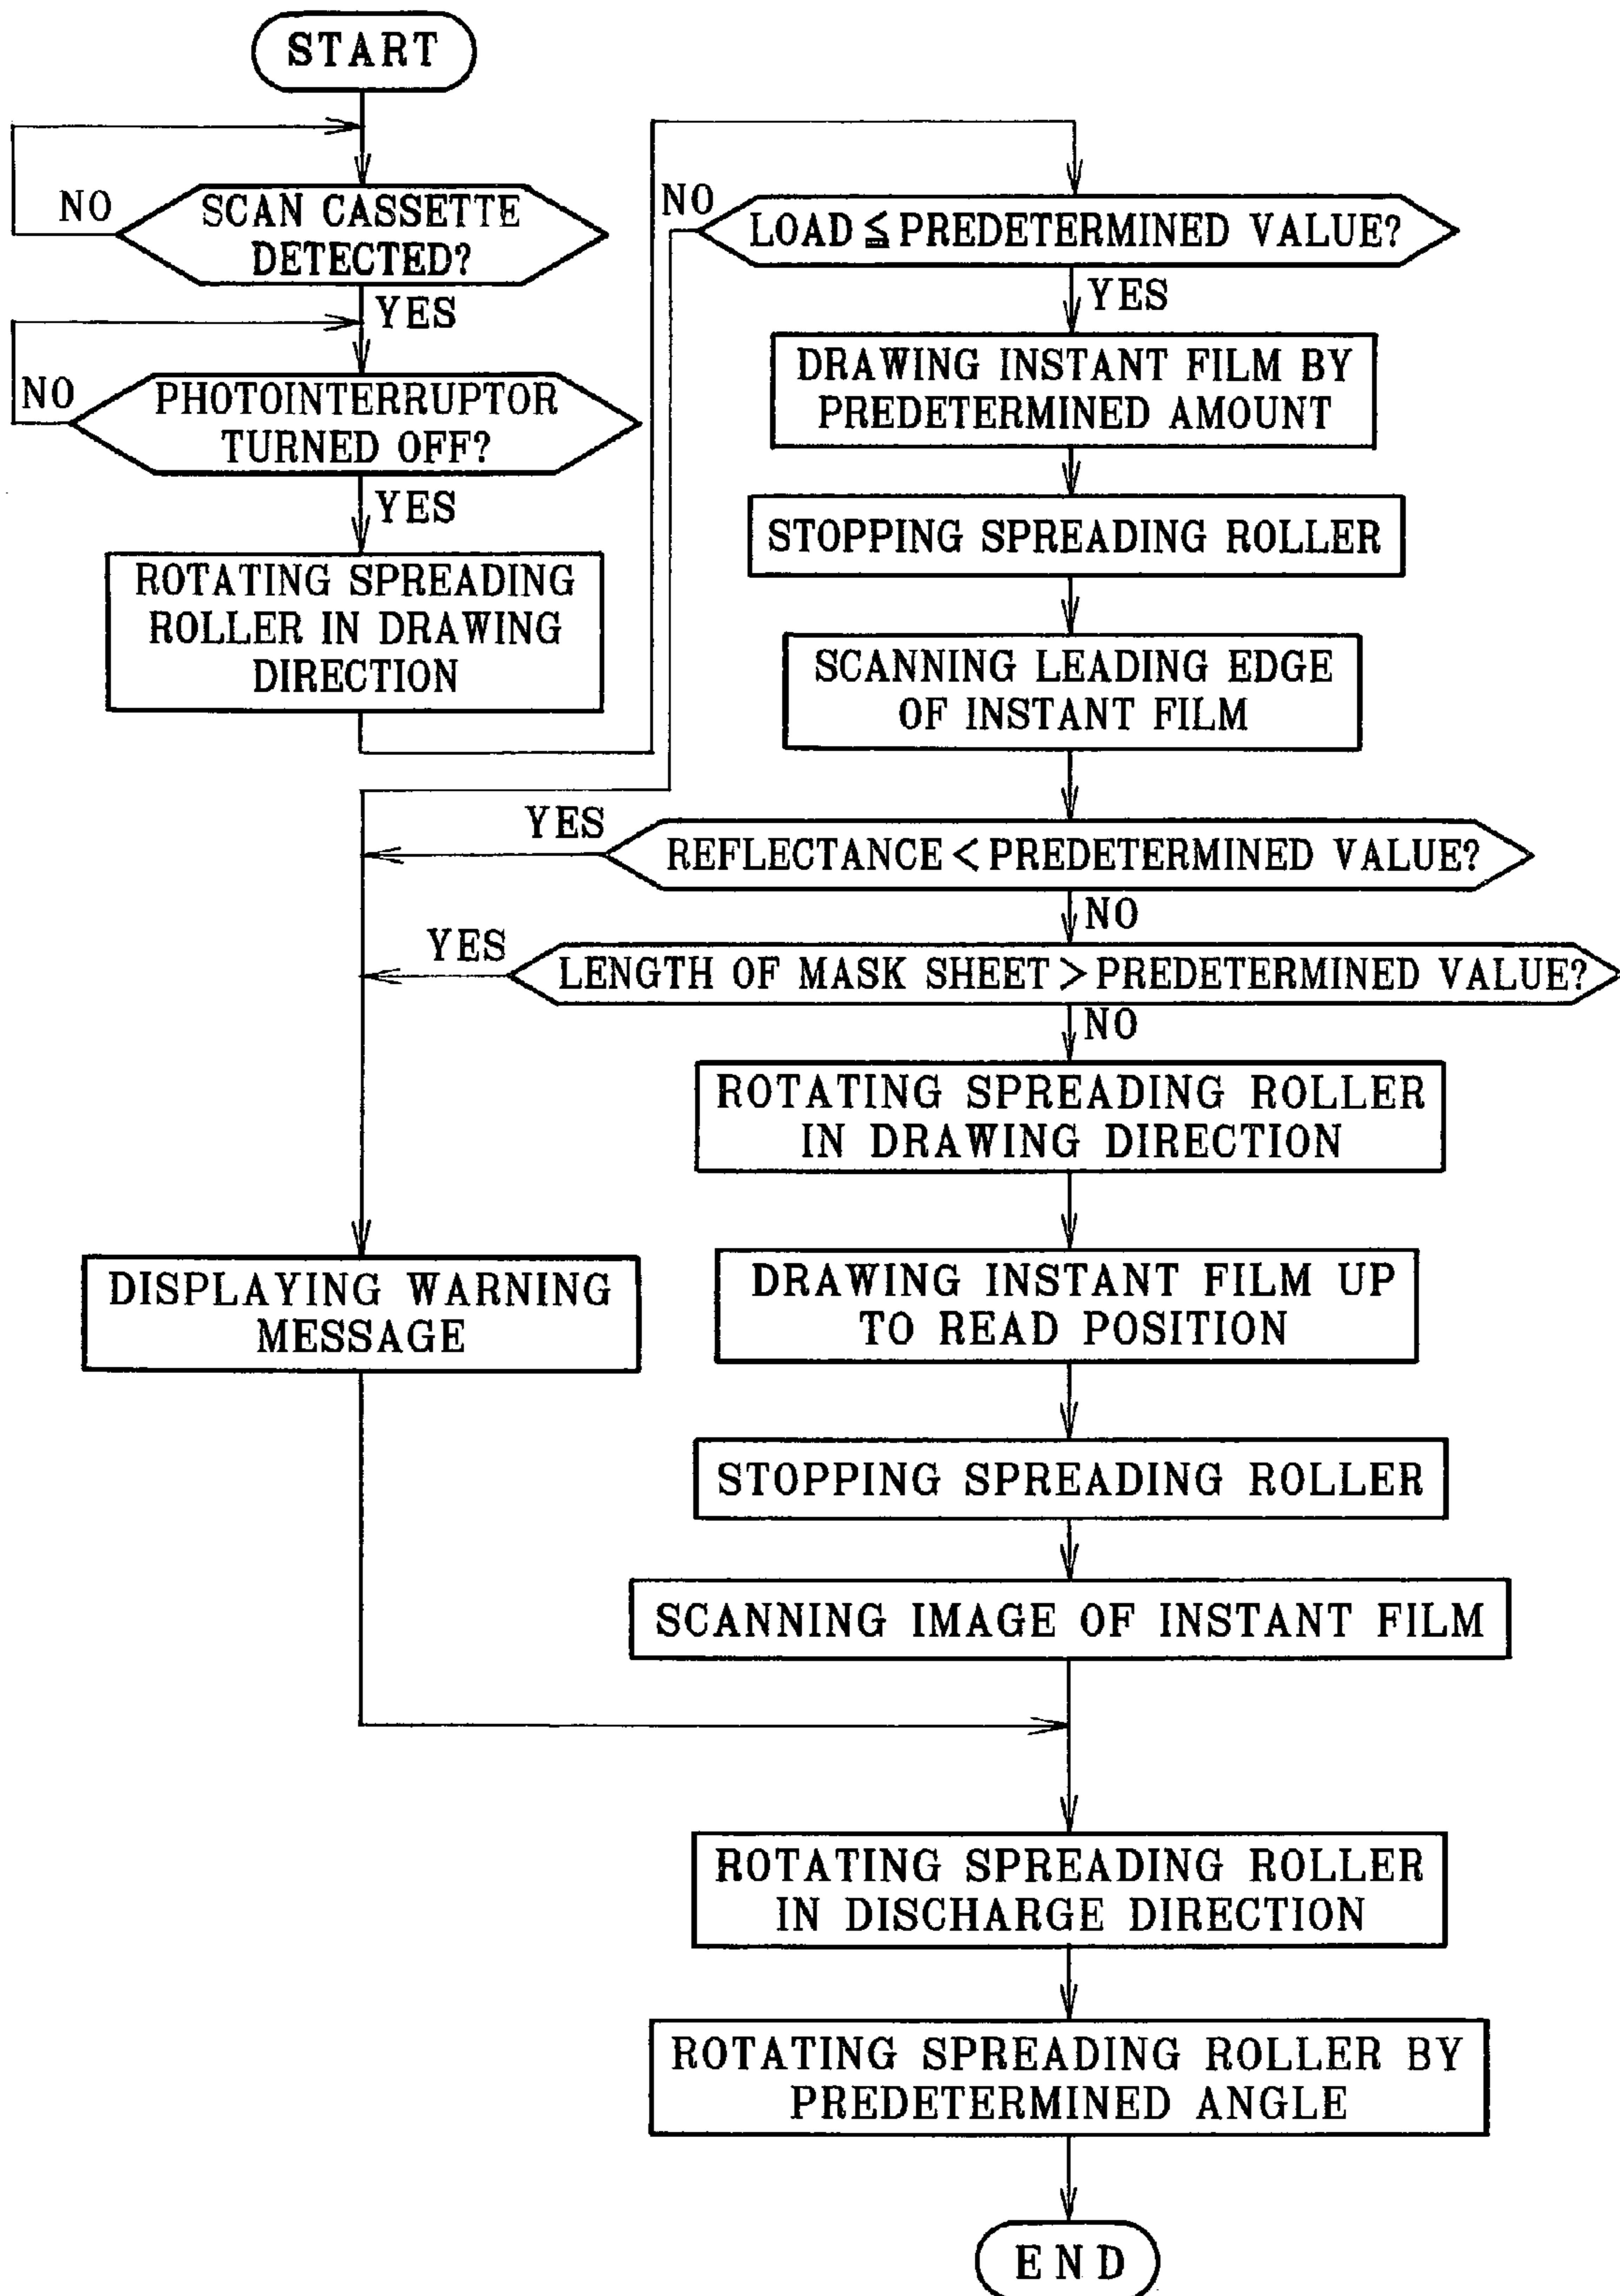 START
NO
SCAN CASSETTE
DETECTED?
YES
NO
PHOTOINTERRUPTOR
TURNED OFF?
YES
ROTATING SPREADING
ROLLER IN DRAWING
DIRECTION
NO
LOAD ≦ PREDETERMINED VALUE?
YES
DRAWING INSTANT FILM BY
PREDETERMINED AMOUNT
STOPPING SPREADING ROLLER
SCANNING LEADING EDGE
OF INSTANT FILM
YES
REFLECTANCE < PREDETERMINED VALUE?
NO
YES
LENGTH OF MASK SHEET > PREDETERMINED VALUE?
NO
ROTATING SPREADING ROLLER
IN DRAWING DIRECTION
DISPLAYING WARNING
MESSAGE
DRAWING INSTANT FILM UP
TO READ POSITION
STOPPING SPREADING ROLLER
SCANNING IMAGE OF INSTANT FILM
ROTATING SPREADING ROLLER
IN DISCHARGE DIRECTION
ROTATING SPREADING ROLLER BY
PREDETERMINED ANGLE
END